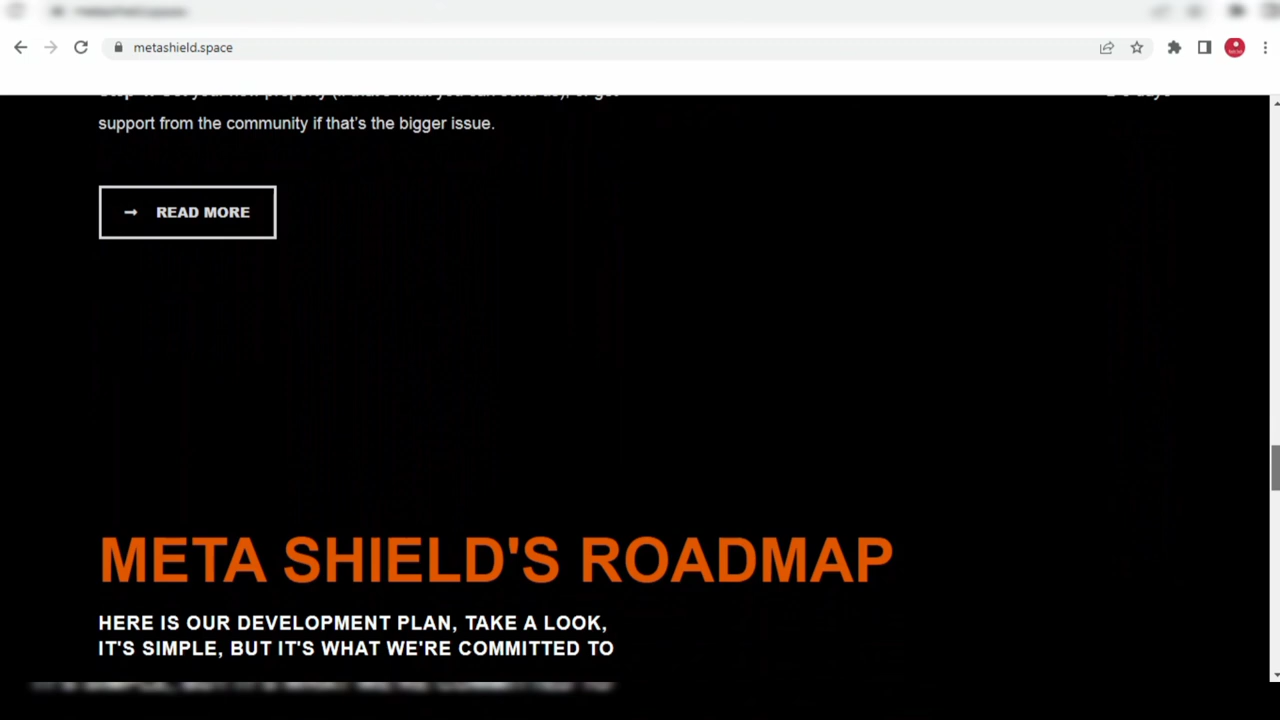 metashield.space
support from the community if that's the bigger issue.
→ READ MORE
META SHIELD'S ROADMAP
HERE IS OUR DEVELOPMENT PLAN, TAKE A LOOK,
IT'S SIMPLE, BUT IT'S WHAT WE'RE COMMITTED TO